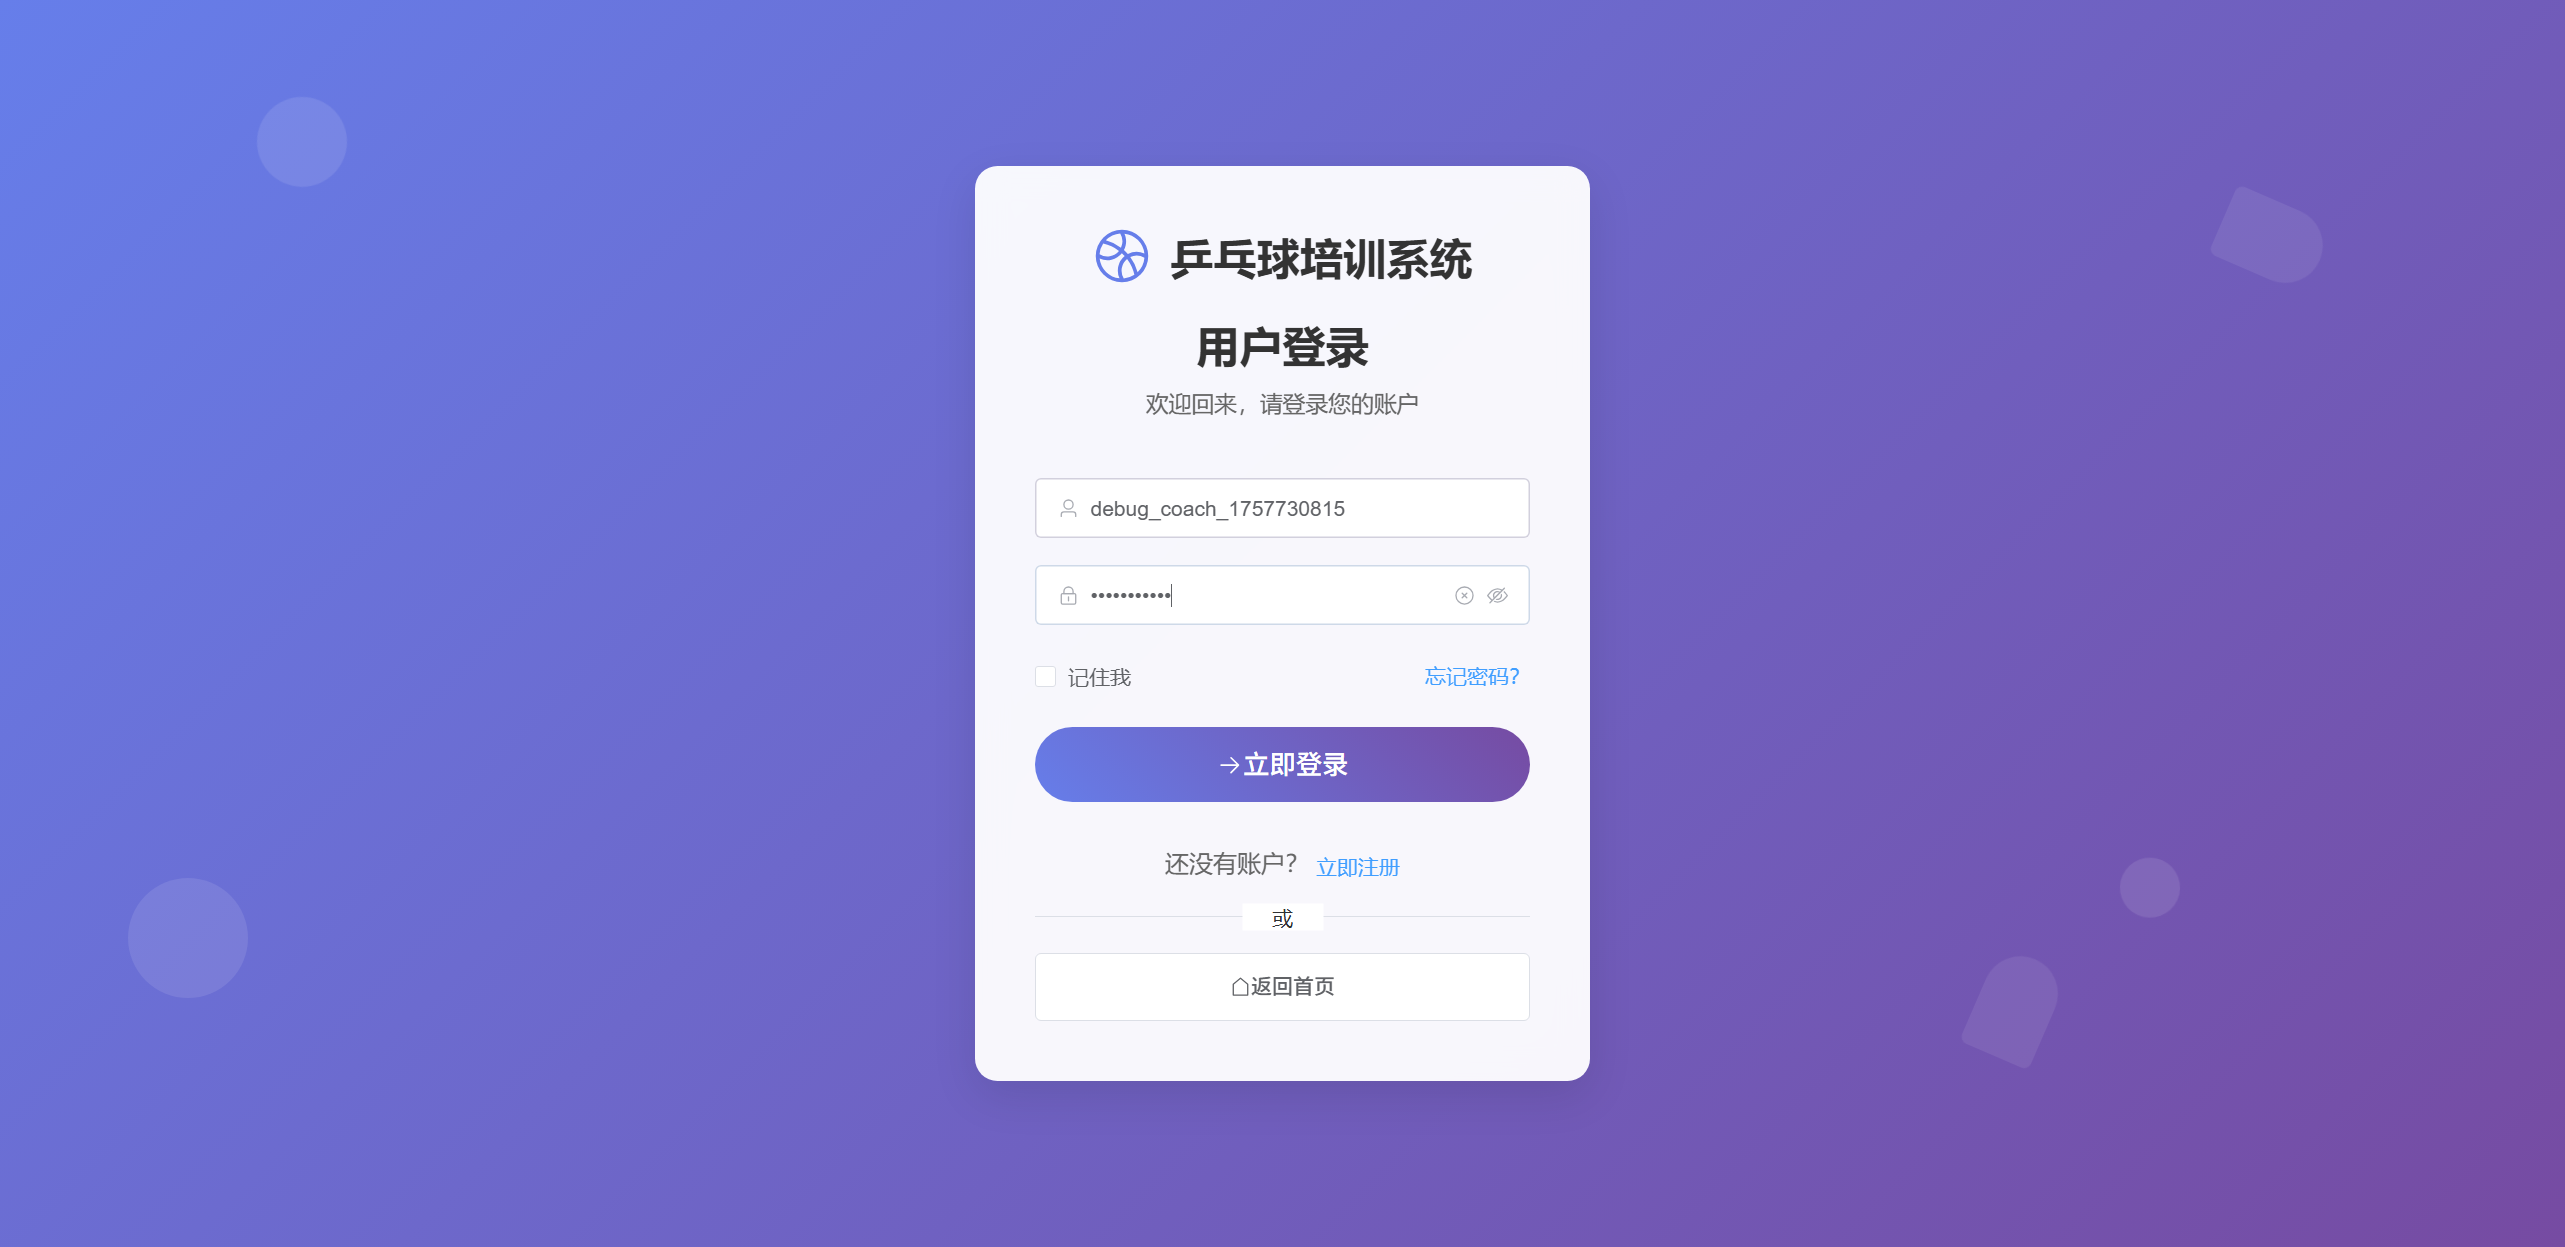 乒乓球培训系统
用户登录
欢迎回来，请登录您的账户
debug_coach_1757730815
•••••••••••
记住我 忘记密码？
立即登录
还没有账户？ 立即注册
或
返回首页